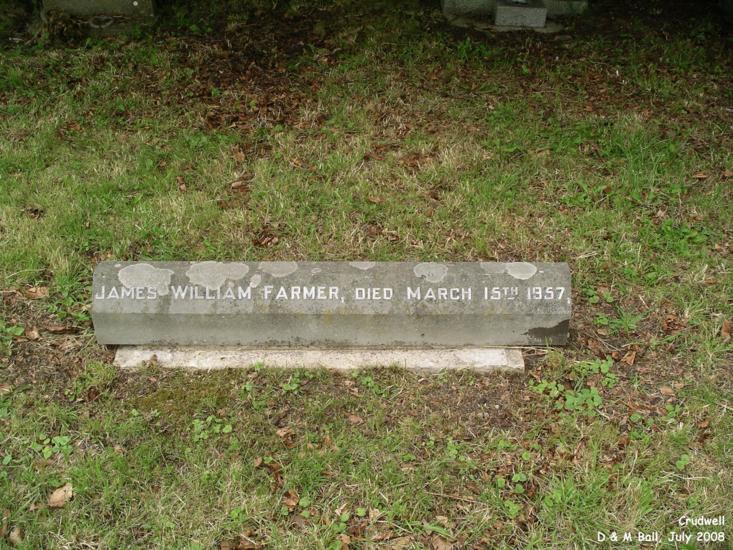 JAMES WILLIAM FARMER, DIED MARCH 15TH 1957.
Crudwell
D & M Ball, July 2008